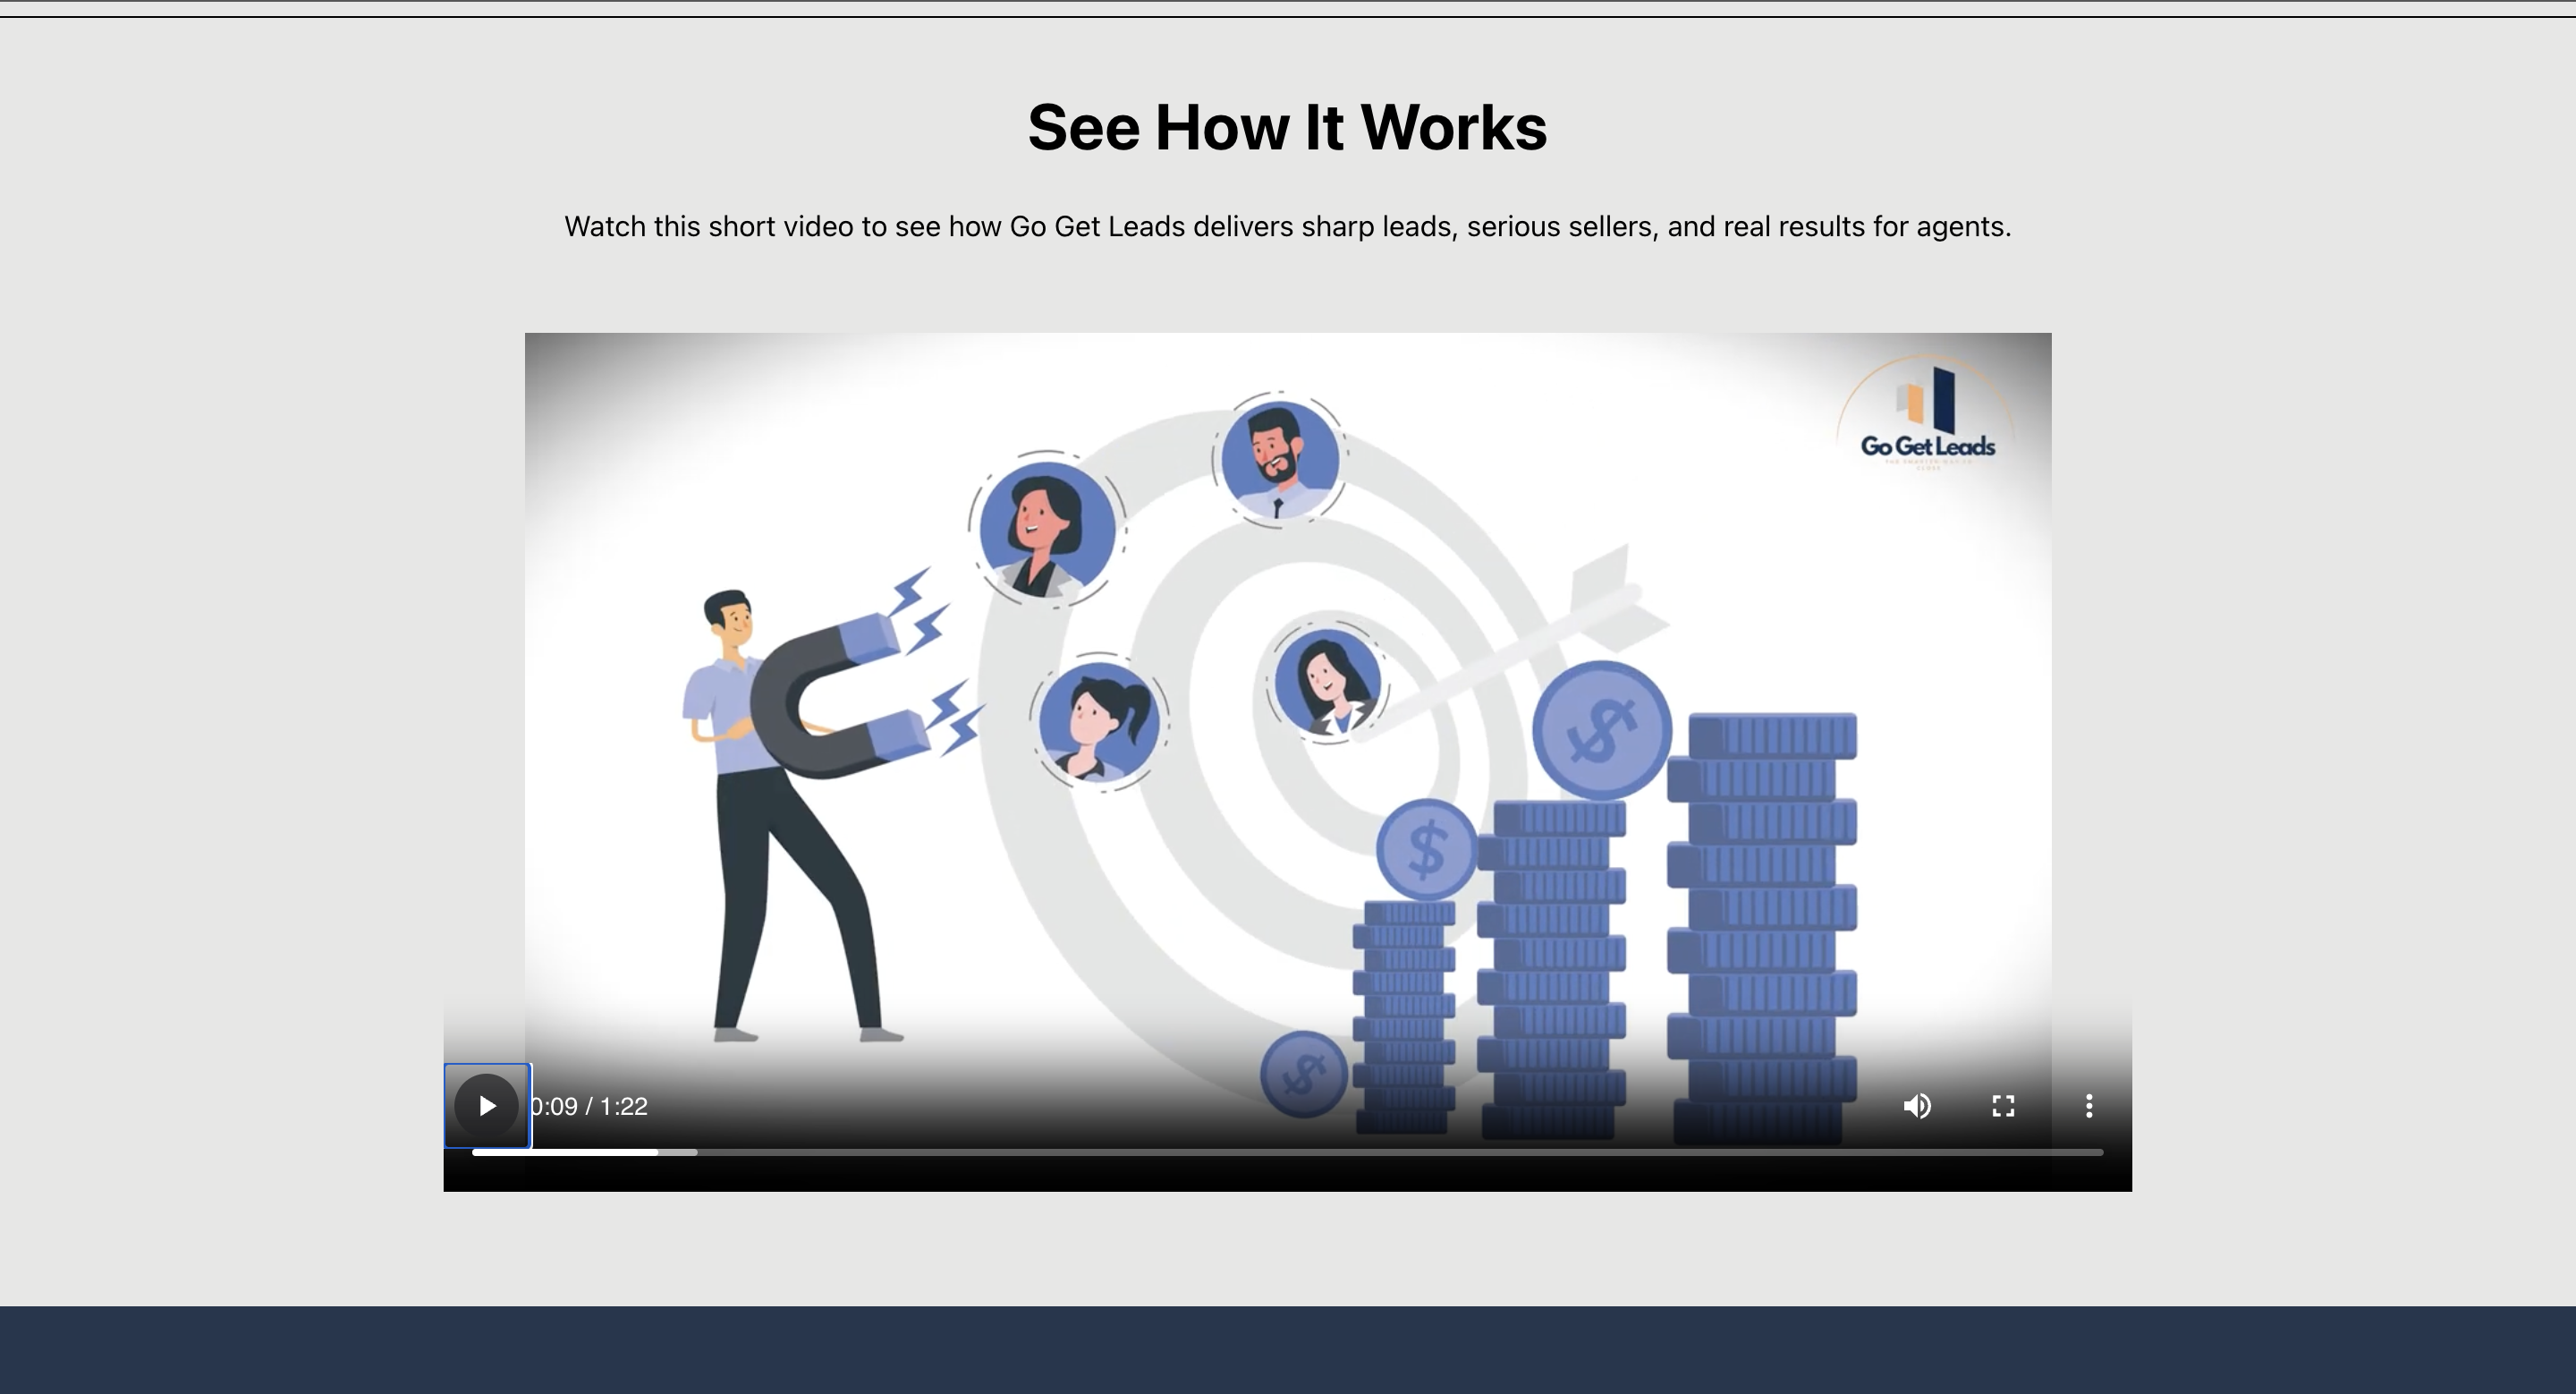 See How It Works
Watch this short video to see how Go Get Leads delivers sharp leads, serious sellers, and real results for agents.
Go Get Leads
$
$
$
0:09 / 1:22